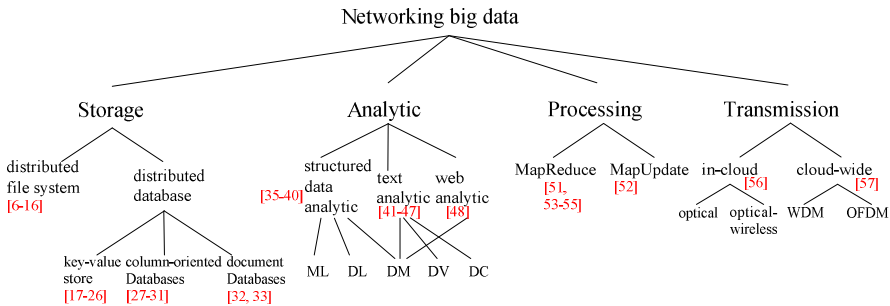 Networking big data
Storage
Analytic
Processing
Transmission
distributed
file system
[6-16]
distributed
database
key-value
store
[17-26]
column-oriented
Databases
[27-31]
document
Databases
[32, 33]
[35-40]
structured
data
analytic
text
analytic
[41-47]
web
analytic
[48]
ML
DL
DM
DV
DC
MapReduce
[51,
53-55]
MapUpdate
[52]
in-cloud
[56]
optical
optical-
wireless
cloud-wide
[57]
WDM
OFDM